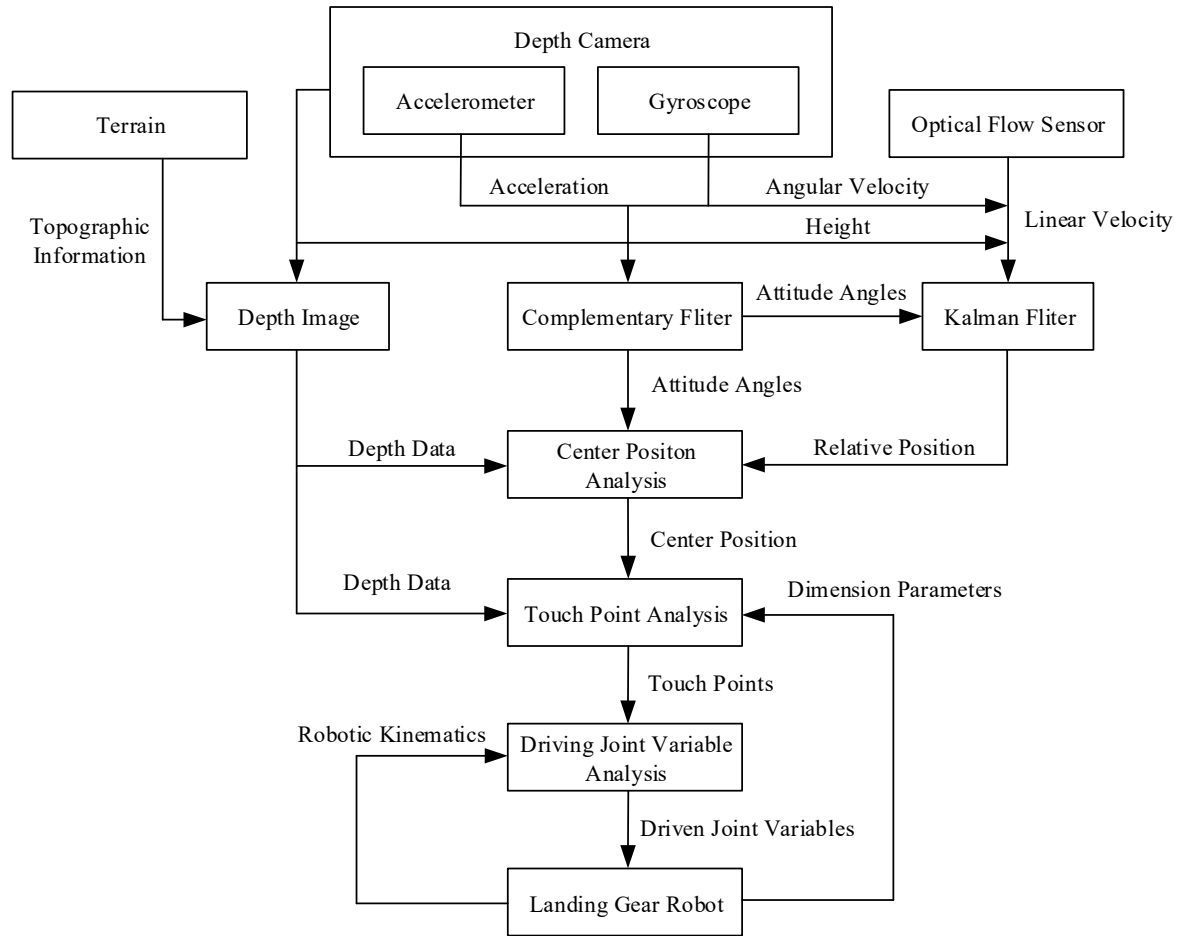 Depth Camera
Accelerometer
Gyroscope
Terrain
Optical Flow Sensor
Acceleration
Angular Velocity
Topographic
Information
Height
Linear Velocity
Depth Image
Complementary Fliter
Attitude Angles
Kalman Fliter
Attitude Angles
Depth Data
Center Positon
Analysis
Relative Position
Center Position
Depth Data
Dimension Parameters
Touch Point Analysis
Touch Points
Robotic Kinematics
Driving Joint Variable
Analysis
Driven Joint Variables
Landing Gear Robot